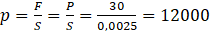 p = F/S = P/S = 30/0,0025 = 12000